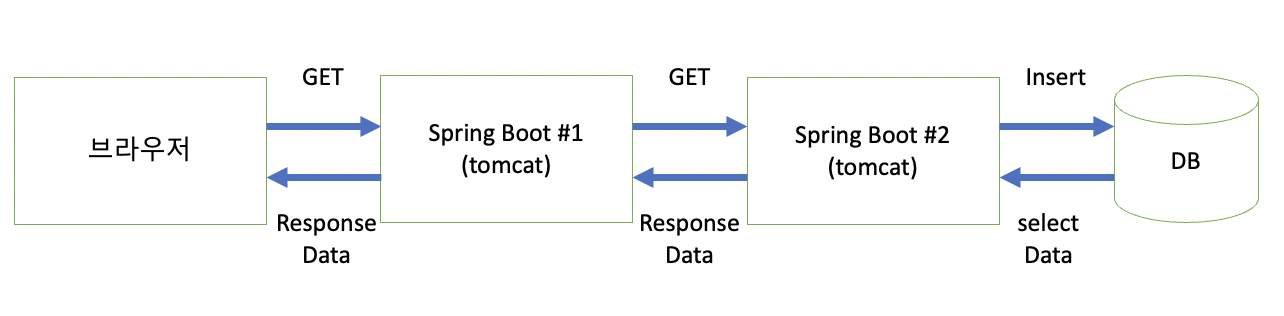 GET
GET
Insert
브라우저
Spring Boot #1
(tomcat)
Spring Boot #2
(tomcat)
DB
Response
Data
Response
Data
select
Data